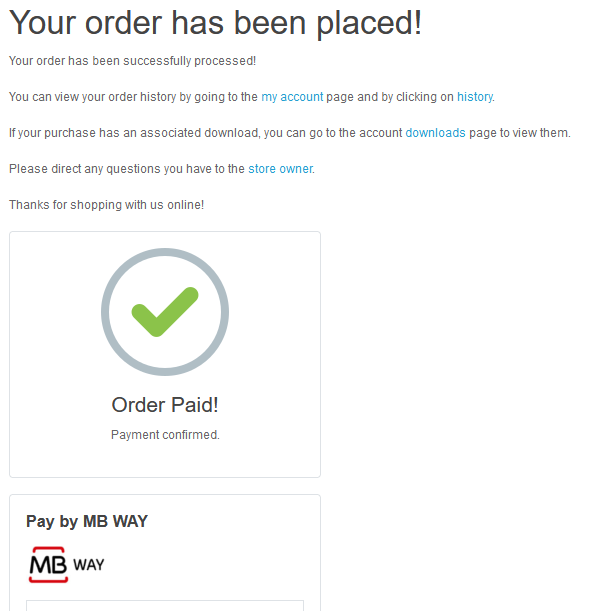 Your order has been placed!
Your order has been successfully processed!
You can view your order history by going to the my account page and by clicking on history.
If your purchase has an associated download, you can go to the account downloads page to view them.
Please direct any questions you have to the store owner.
Thanks for shopping with us online!
Order Paid!
Payment confirmed.
Pay by MB WAY
MB WAY